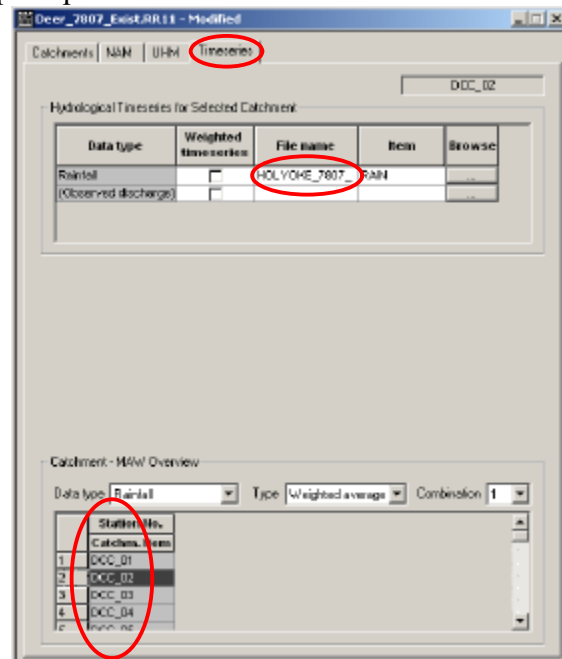 Deer_7807_Exist.RR11 - Modified
Catchments NAM UHM Timeseries
DCC_02
Hydrological Timeseries for Selected Catchment
Data type Weighted timeseries File name Item Browse
Rainfall HOLYOKE_7807_ RAIN ...
(Observed discharge) ...
Catchment - MAW Overview
Data type Rainfall Type Weighted average Combination 1
Station No.
Catchm. Item
1 DCC_01
2 DCC_02
3 DCC_03
4 DCC_04
5 DCC_05